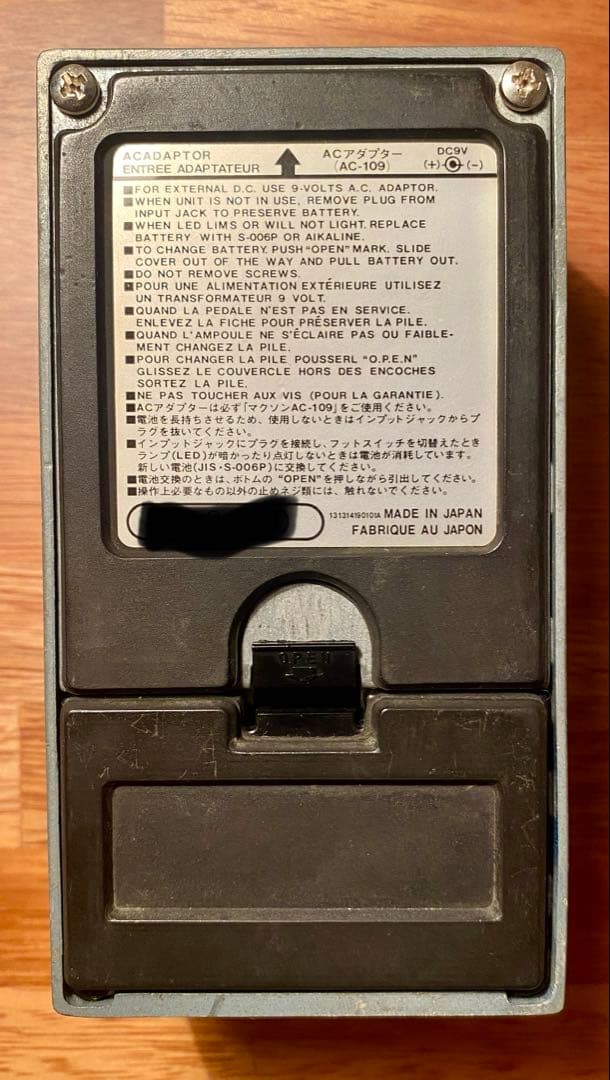 ACADAPTOR
ENTREE ADAPTATEUR
ACアダプター
(AC-109)
DC9V
(+) (-)
■FOR EXTERNAL D.C. USE 9-VOLTS A.C. ADAPTOR.
■WHEN UNIT IS NOT IN USE, REMOVE PLUG FROM
INPUT JACK TO PRESERVE BATTERY.
■WHEN LED LIMS OR WILL NOT LIGHT. REPLACE
BATTERY WITH S-006P OR AIKALINE.
■TO CHANGE BATTERY. PUSH "OPEN" MARK. SLIDE
COVER OUT OF THE WAY AND PULL BATTERY OUT.
■DO NOT REMOVE SCREWS.
■POUR UNE ALIMENTATION EXTÉRIEURE UTILISEZ
UN TRANSFORMATEUR 9 VOLT.
■QUAND LA PEDALE N'EST PAS EN SERVICE.
ENLEVEZ LA FICHE POUR PRÉSERVER LA PILE.
■QUAND L'AMPOULE NE S'ÉCLAIRE PAS OU FAIBLE-
MENT CHANGEZ LA PILE.
■POUR CHANGER LA PILE POUSSERL "O.P.E.N"
GLISSEZ LE COUVERCLE HORS DES ENCOCHES
SORTEZ LA PILE.
■NE PAS TOUCHER AUX VIS (POUR LA GARANTIE).
■ACアダプターは必ず「マクソンAC-109」をご使用ください。
■電池を長持ちさせるため、使用しないときはインプットジャックからプ
ラグを抜いてください。
■インプットジャックにプラグを接続し、フットスイッチを切替えたとき
ランプ(LED)が暗かったり点灯しないときは電池が消耗しています。
新しい電池(JIS・S-006P)に交換してください。
■電池交換のときは、ボトムの "OPEN"を押しながら引出してください。
■操作上必要なもの以外の止めネジ類には、触れないでください。
131314190101A MADE IN JAPAN
FABRIQUE AU JAPON
OPEN